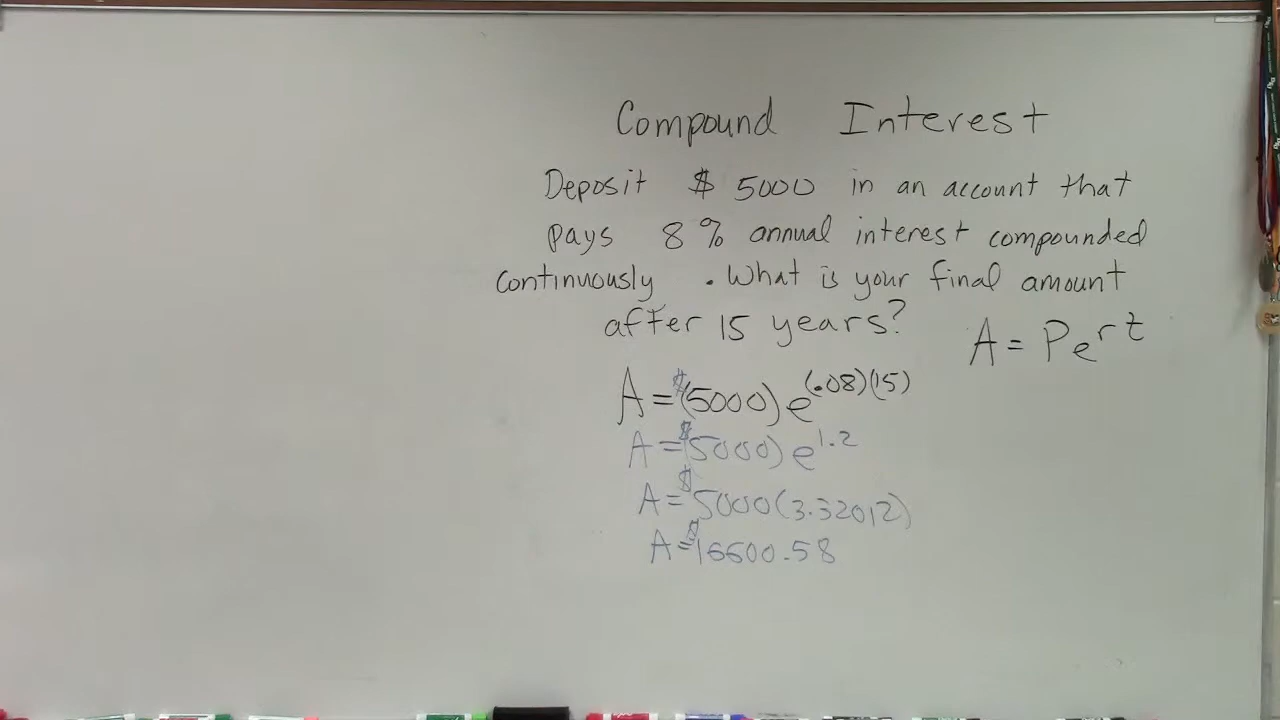 Compound Interest
Deposit $ 5000 in an account that
pays 8% annual interest compounded
continuously . What is your final amount
after 15 years?
A = Pe^rt
A = $(5000)e^(.08)(15)
A = $(5000)e^1.2
A = $5000(3.32012)
A = $16600.58